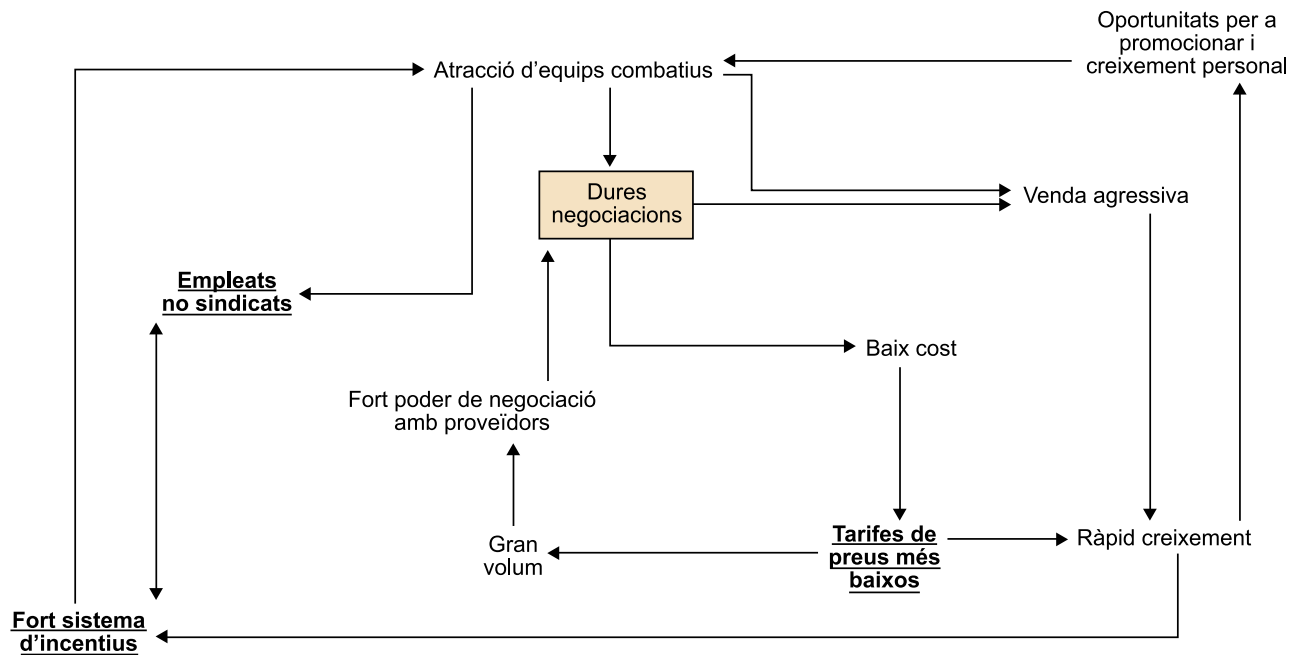 Oportunitats per a
promocionar i
creixement personal
Atracció d'equips combatius
Dures
negociacions
Venda agressiva
Empleats
no sindicats
Baix cost
Fort poder de negociació
amb proveïdors
Gran
volum
Tarifes de
preus més
baixos
Ràpid creixement
Fort sistema
d'incentius